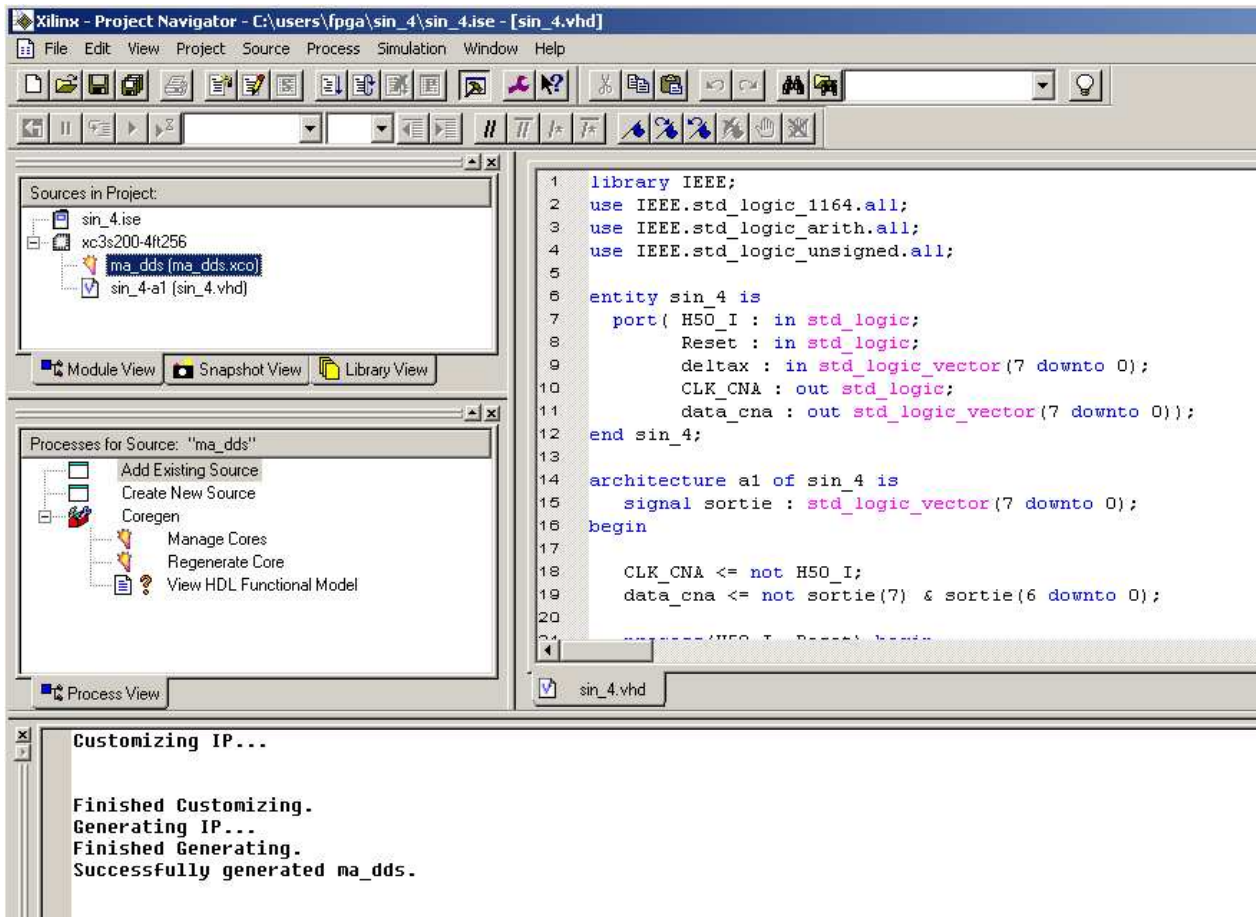 Xilinx - Project Navigator - C:\users\fpga\sin_4\sin_4.ise - [sin_4.vhd]
File Edit View Project Source Process Simulation Window Help
Sources in Project:
sin_4.ise
xc3s200-4ft256
ma_dds (ma_dds.xco)
sin_4-a1 (sin_4.vhd)
Module View Snapshot View Library View
Processes for Source: "ma_dds"
Add Existing Source
Create New Source
Coregen
Manage Cores
Regenerate Core
View HDL Functional Model
Process View
1 library IEEE;
2 use IEEE.std_logic_1164.all;
3 use IEEE.std_logic_arith.all;
4 use IEEE.std_logic_unsigned.all;
5
6 entity sin_4 is
7 port( H50_I : in std_logic;
8 Reset : in std_logic;
9 deltax : in std_logic_vector(7 downto 0);
10 CLK_CNA : out std_logic;
11 data_cna : out std_logic_vector(7 downto 0));
12 end sin_4;
13
14 architecture a1 of sin_4 is
15 signal sortie : std_logic_vector(7 downto 0);
16 begin
17
18 CLK_CNA <= not H50_I;
19 data_cna <= not sortie(7) & sortie(6 downto 0);
20
sin_4.vhd
Customizing IP...
Finished Customizing.
Generating IP...
Finished Generating.
Successfully generated ma_dds.